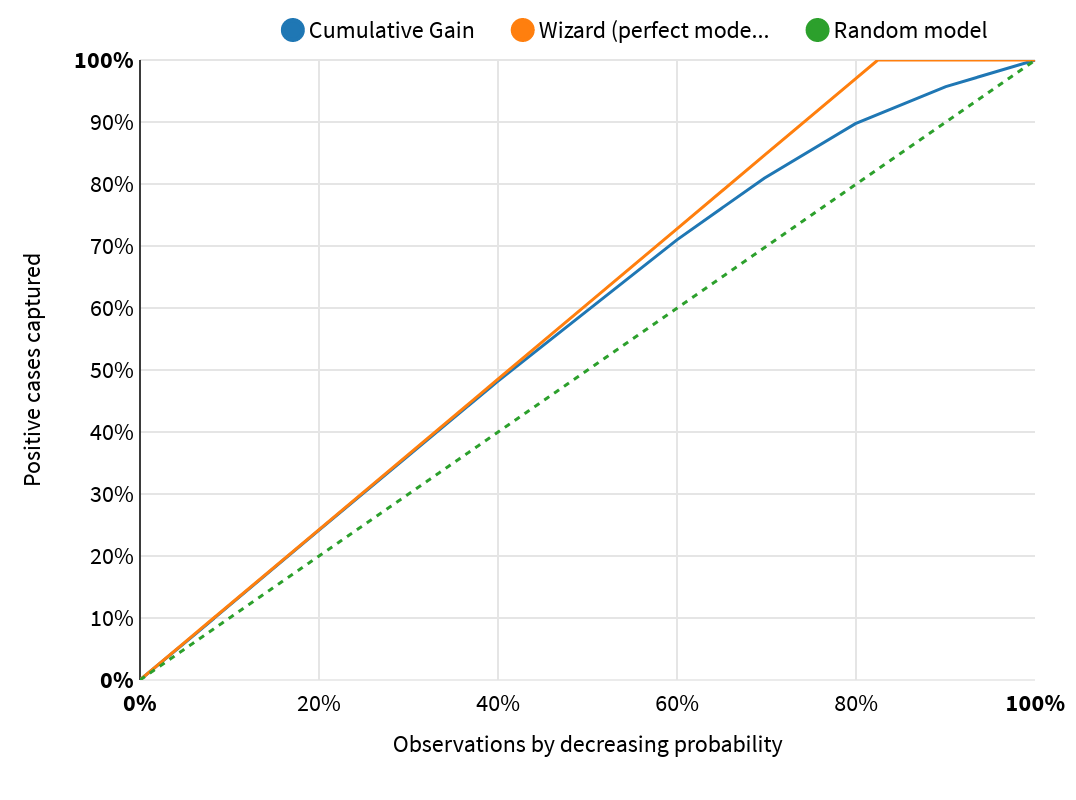 Cumulative Gain Wizard (perfect mode... Random model
100%
90%
80%
70%
60%
50%
40%
30%
20%
10%
0%
Positive cases captured
0% 20% 40% 60% 80% 100%
Observations by decreasing probability